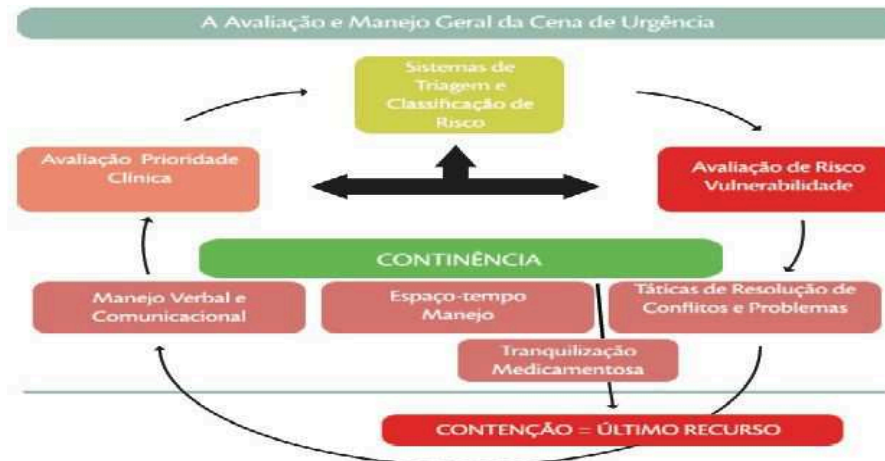 A Avaliação e Manejo Geral da Cena de Urgência
Sistemas de
Triagem e
Classificação de
Risco
Avaliação Prioridade
Clínica
Avaliação de Risco
Vulnerabilidade
CONTINÊNCIA
Manejo Verbal e
Comunicacional
Espaço-tempo
Manejo
Táticas de Resolução de
Conflitos e Problemas
Tranquilização
Medicamentosa
CONTENÇÃO = ÚLTIMO RECURSO